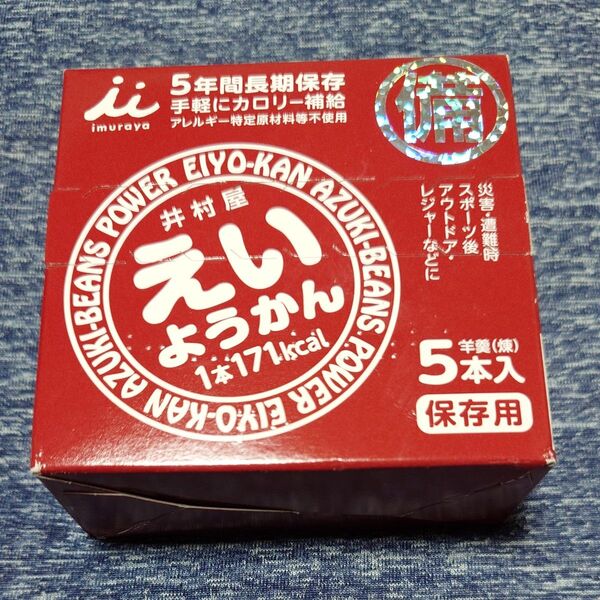 imuraya
5年間長期保存
手軽にカロリー補給
アレルギー特定原材料等不使用
備
災害・遭難時
スポーツ後
アウトドア・
レジャーなどに
AZUKI-BEANS POWER EIYO-KAN AZUKI-BEANS POWER EIYO-KAN
井村屋
えい
ようかん
1本171kcal
羊羹(煉)
5本入
保存用